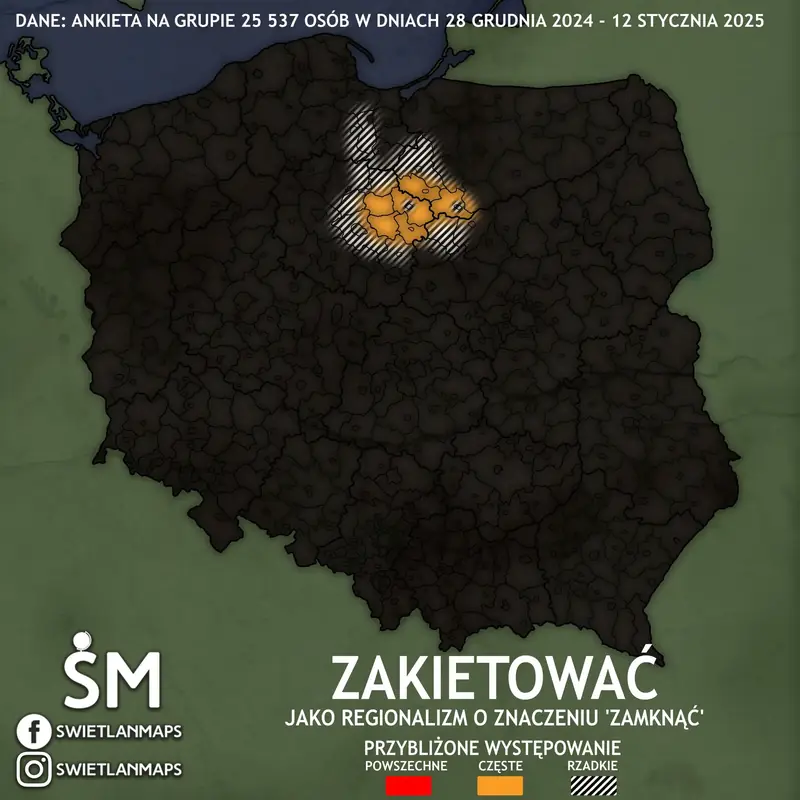 DANE: ANKIETA NA GRUPIE 25 537 OSÓB W DNIACH 28 GRUDNIA 2024 - 12 STYCZNIA 2025
ŚM
SWIETLANMAPS
SWIETLANMAPS
ZAKIETOWAĆ
JAKO REGIONALIZM O ZNACZENIU 'ZAMKNĄĆ'
PRZYBLIŻONE WYSTĘPOWANIE
POWSZECHNE CZĘSTE RZADKIE